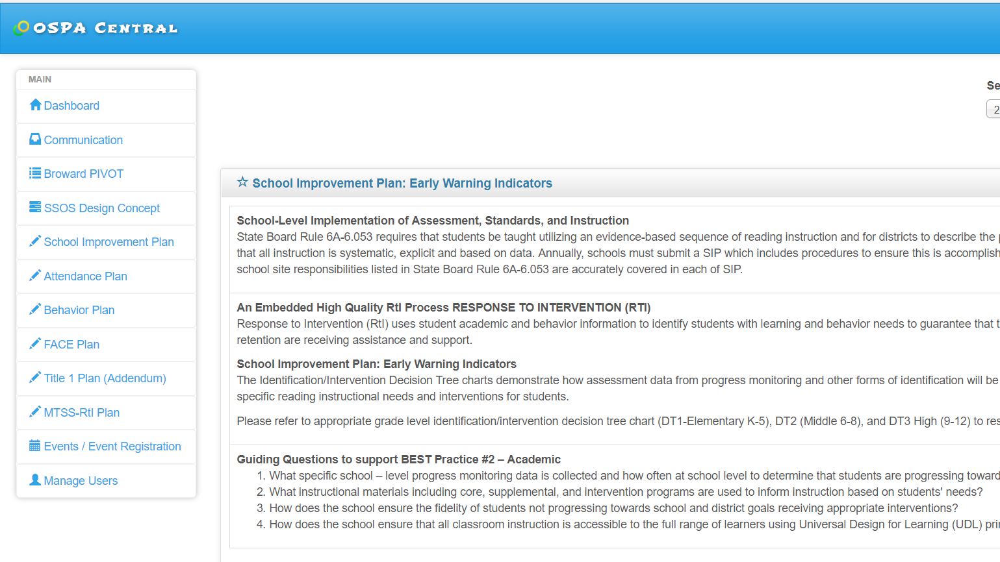 OSPA Central
MAIN
Dashboard
Communication
Broward PIVOT
SSOS Design Concept
School Improvement Plan
Attendance Plan
Behavior Plan
FACE Plan
Title 1 Plan (Addendum)
MTSS-RtI Plan
Events / Event Registration
Manage Users
Se
2
School Improvement Plan: Early Warning Indicators
School-Level Implementation of Assessment, Standards, and Instruction
State Board Rule 6A-6.053 requires that students be taught utilizing an evidence-based sequence of reading instruction and for districts to describe the p
that all instruction is systematic, explicit and based on data. Annually, schools must submit a SIP which includes procedures to ensure this is accomplish
school site responsibilities listed in State Board Rule 6A-6.053 are accurately covered in each of SIP.
An Embedded High Quality RtI Process RESPONSE TO INTERVENTION (RTI)
Response to Intervention (RtI) uses student academic and behavior information to identify students with learning and behavior needs to guarantee that t
retention are receiving assistance and support.
School Improvement Plan: Early Warning Indicators
The Identification/Intervention Decision Tree charts demonstrate how assessment data from progress monitoring and other forms of identification will be
specific reading instructional needs and interventions for students.
Please refer to appropriate grade level identification/intervention decision tree chart (DT1-Elementary K-5), DT2 (Middle 6-8), and DT3 High (9-12) to res
Guiding Questions to support BEST Practice #2 – Academic
1. What specific school – level progress monitoring data is collected and how often at school level to determine that students are progressing toward
2. What instructional materials including core, supplemental, and intervention programs are used to inform instruction based on students' needs?
3. How does the school ensure the fidelity of students not progressing towards school and district goals receiving appropriate interventions?
4. How does the school ensure that all classroom instruction is accessible to the full range of learners using Universal Design for Learning (UDL) pri